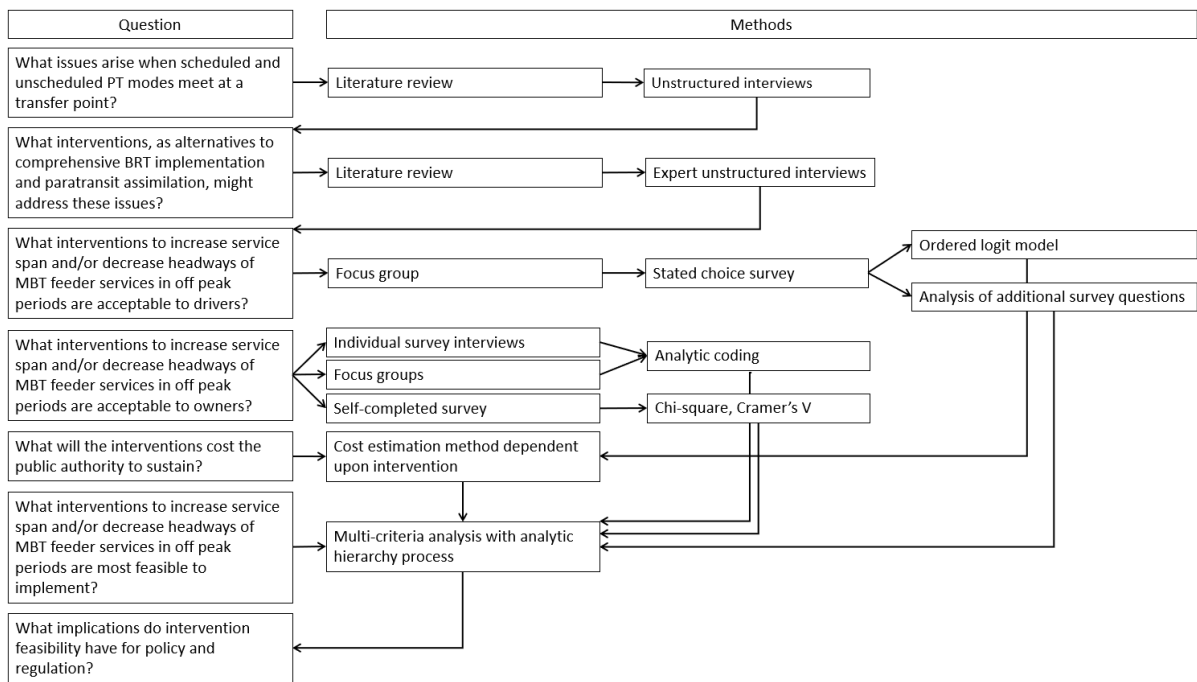 Question
Methods
What issues arise when scheduled and
unscheduled PT modes meet at a
transfer point?
Literature review
Unstructured interviews
What interventions, as alternatives to
comprehensive BRT implementation
and paratransit assimilation, might
address these issues?
Literature review
Expert unstructured interviews
What interventions to increase service
span and/or decrease headways of
MBT feeder services in off peak
periods are acceptable to drivers?
Focus group
Stated choice survey
Ordered logit model
Analysis of additional survey questions
What interventions to increase service
span and/or decrease headways of
MBT feeder services in off peak
periods are acceptable to owners?
Individual survey interviews
Focus groups
Self-completed survey
Analytic coding
Chi-square, Cramer's V
What will the interventions cost the
public authority to sustain?
Cost estimation method dependent
upon intervention
What interventions to increase service
span and/or decrease headways of
MBT feeder services in off peak
periods are most feasible to
implement?
Multi-criteria analysis with analytic
hierarchy process
What implications do intervention
feasibility have for policy and
regulation?